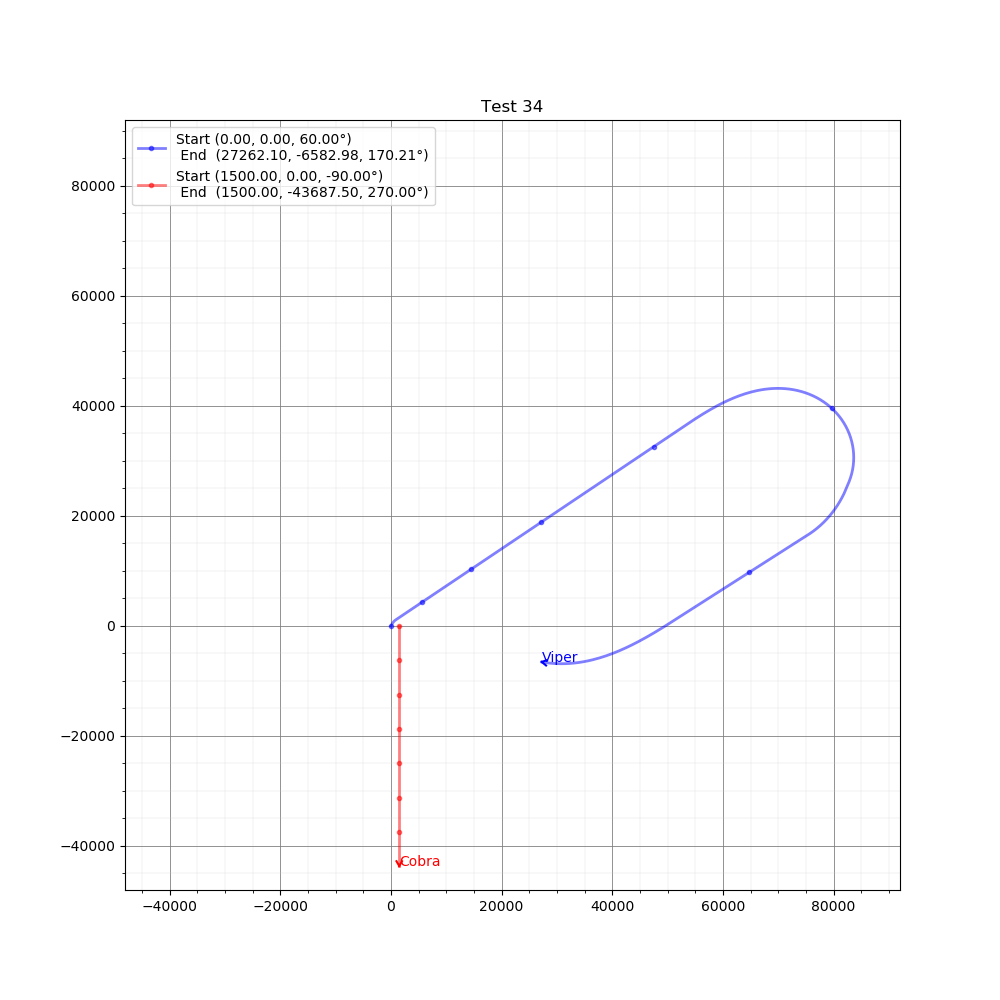 Test 34
Start (0.00, 0.00, 60.00°)
End  (27262.10, -6582.98, 170.21°)
Start (1500.00, 0.00, -90.00°)
End  (1500.00, -43687.50, 270.00°)
80000
60000
40000
20000
0
−20000
−40000
Viper
Cobra
−40000 −20000 0 20000 40000 60000 80000